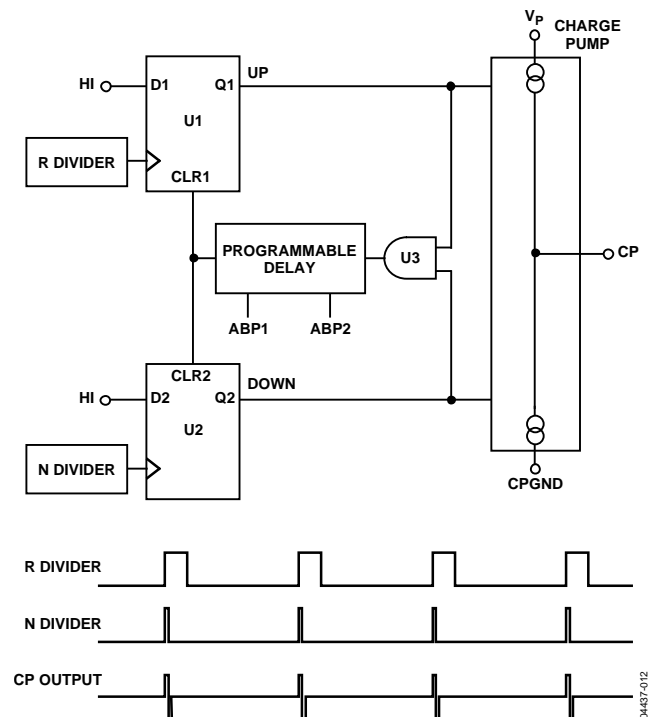 VP
CHARGE
PUMP
UP
HI
D1
Q1
U1
R DIVIDER
CLR1
PROGRAMMABLE
DELAY
U3
CP
ABP1
ABP2
CLR2
DOWN
HI
D2
Q2
U2
N DIVIDER
CPGND
R DIVIDER
N DIVIDER
CP OUTPUT
04437-012